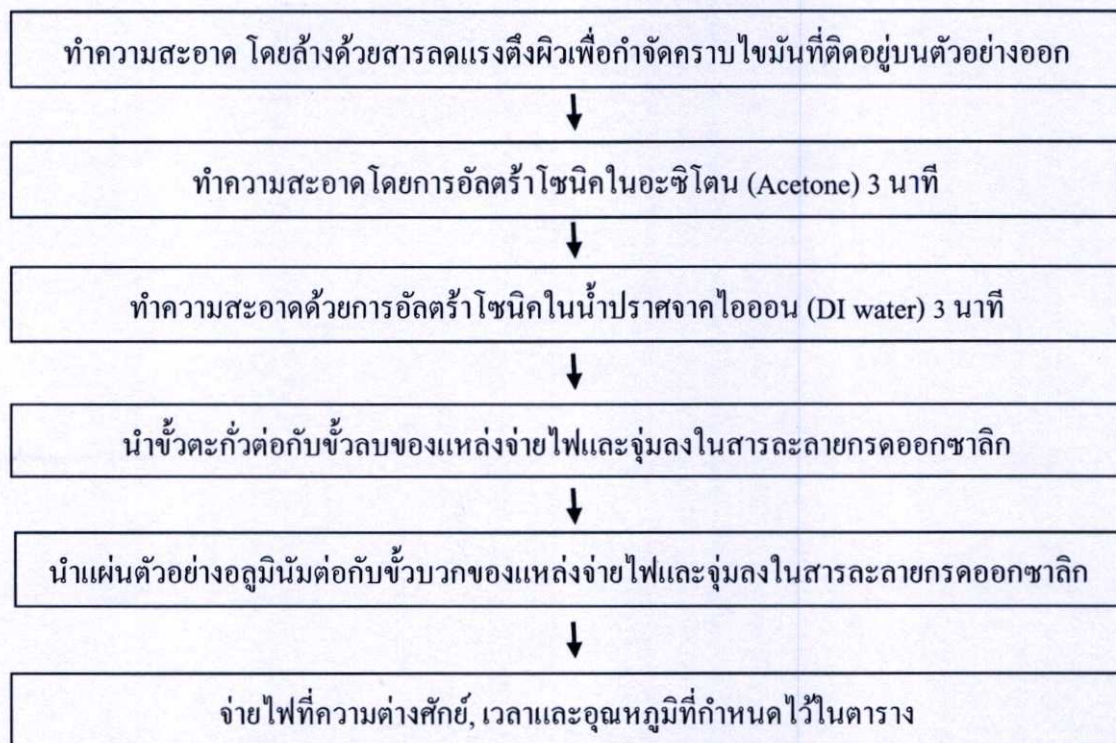 ทำความสะอาด โดยล้างด้วยสารลดแรงตึงผิวเพื่อกำจัดคราบไขมันที่ติดอยู่บนตัวอย่างออก
ทำความสะอาดโดยการอัลตร้าโซนิคในอะซิโตน (Acetone) 3 นาที
ทำความสะอาดด้วยการอัลตร้าโซนิคในน้ำปราศจากไอออน (DI water) 3 นาที
นำขั้วตะกั่วต่อกับขั้วลบของแหล่งจ่ายไฟและจุ่มลงในสารละลายกรดออกซาลิก
นำแผ่นตัวอย่างอลูมินัมต่อกับขั้วบวกของแหล่งจ่ายไฟและจุ่มลงในสารละลายกรดออกซาลิก
จ่ายไฟที่ความต่างศักย์, เวลาและอุณหภูมิที่กำหนดไว้ในตาราง